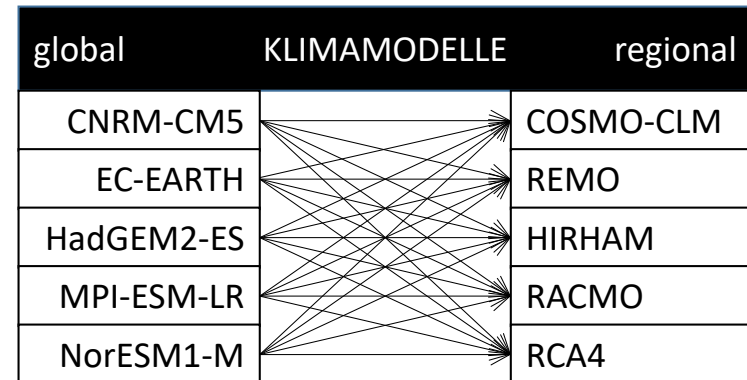 global KLIMAMODELLE regional
CNRM-CM5 COSMO-CLM
EC-EARTH REMO
HadGEM2-ES HIRHAM
MPI-ESM-LR RACMO
NorESM1-M RCA4